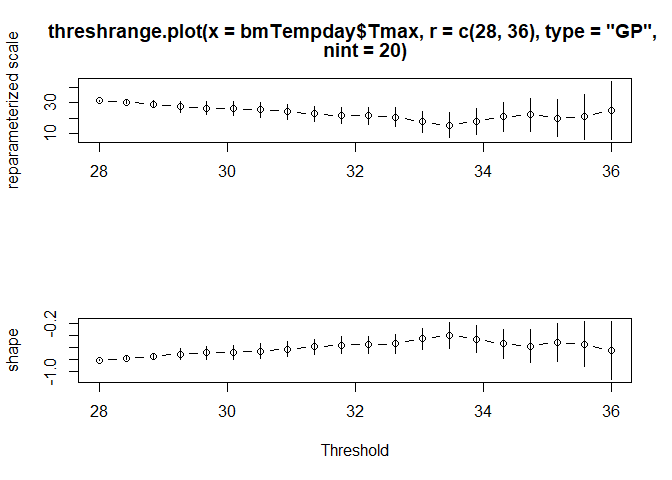 threshrange.plot(x = bmTempday$Tmax, r = c(28, 36), type = "GP",
nint = 20)
reparameterized scale
30
10
28 30 32 34 36
shape
-0.2
-1.0
28 30 32 34 36
Threshold